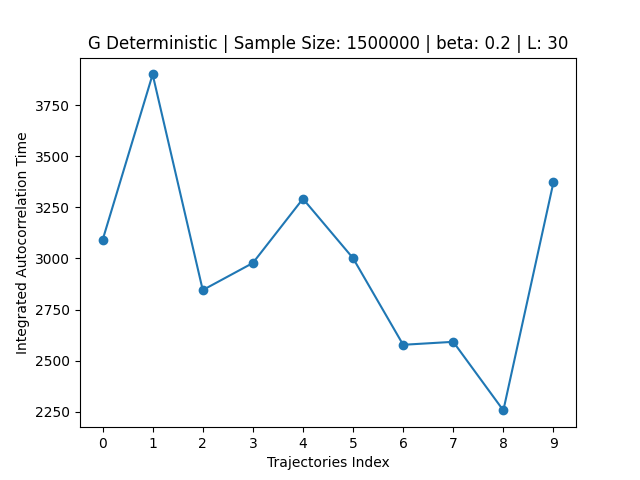 G Deterministic | Sample Size: 1500000 | beta: 0.2 | L: 30
Integrated Autocorrelation Time
3750
3500
3250
3000
2750
2500
2250
0 1 2 3 4 5 6 7 8 9
Trajectories Index